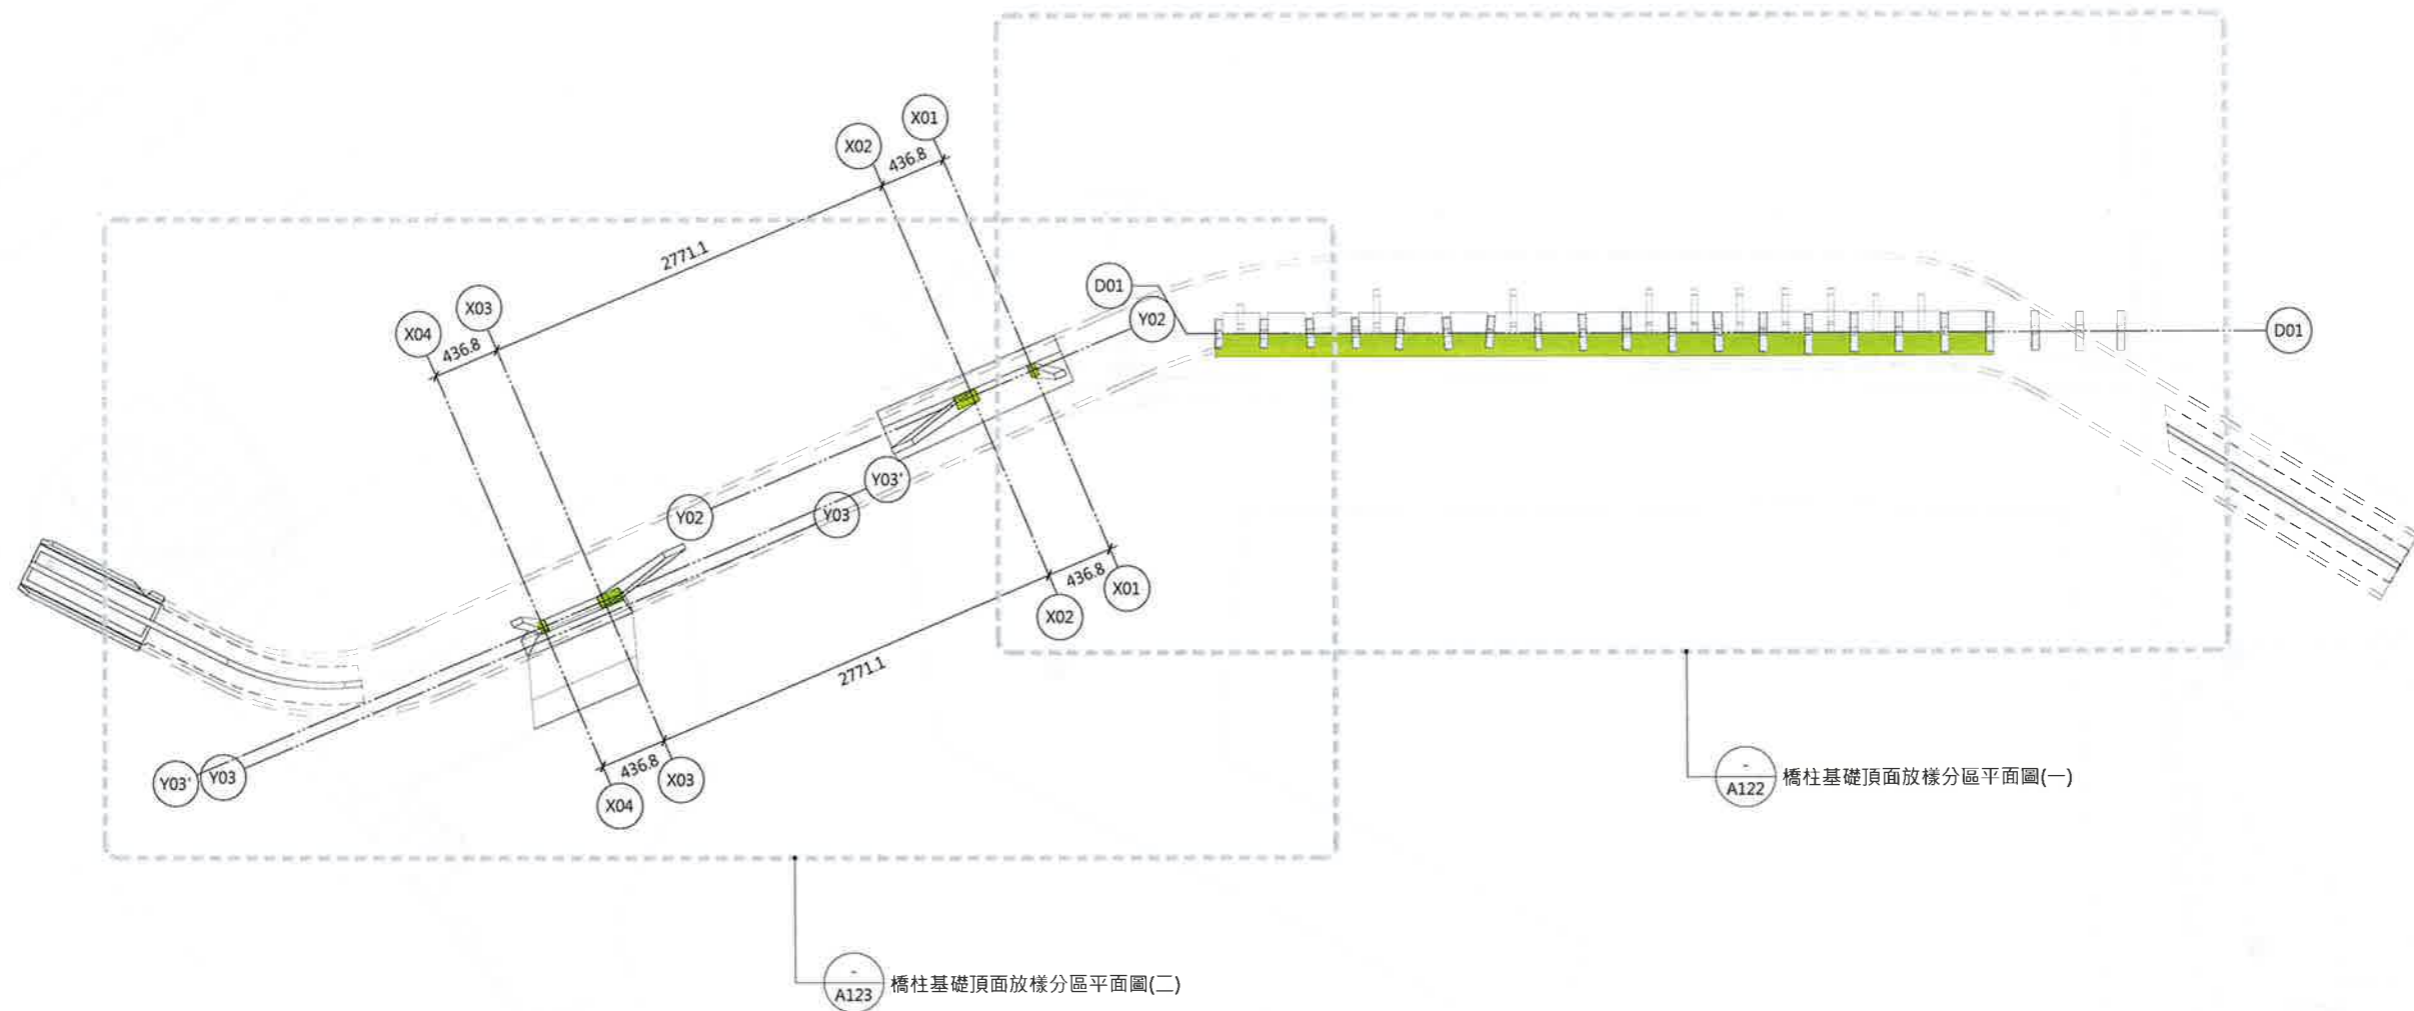 X01
X02
436.8
2771.1
X03
X04
436.8
D01
Y02
D01
Y03'
Y03
Y02
436.8
X01
X02
2771.1
436.8
X03
X04
Y03'
Y03
-
A122
橋柱基礎頂面放樣分區平面圖(一)
-
A123
橋柱基礎頂面放樣分區平面圖(二)